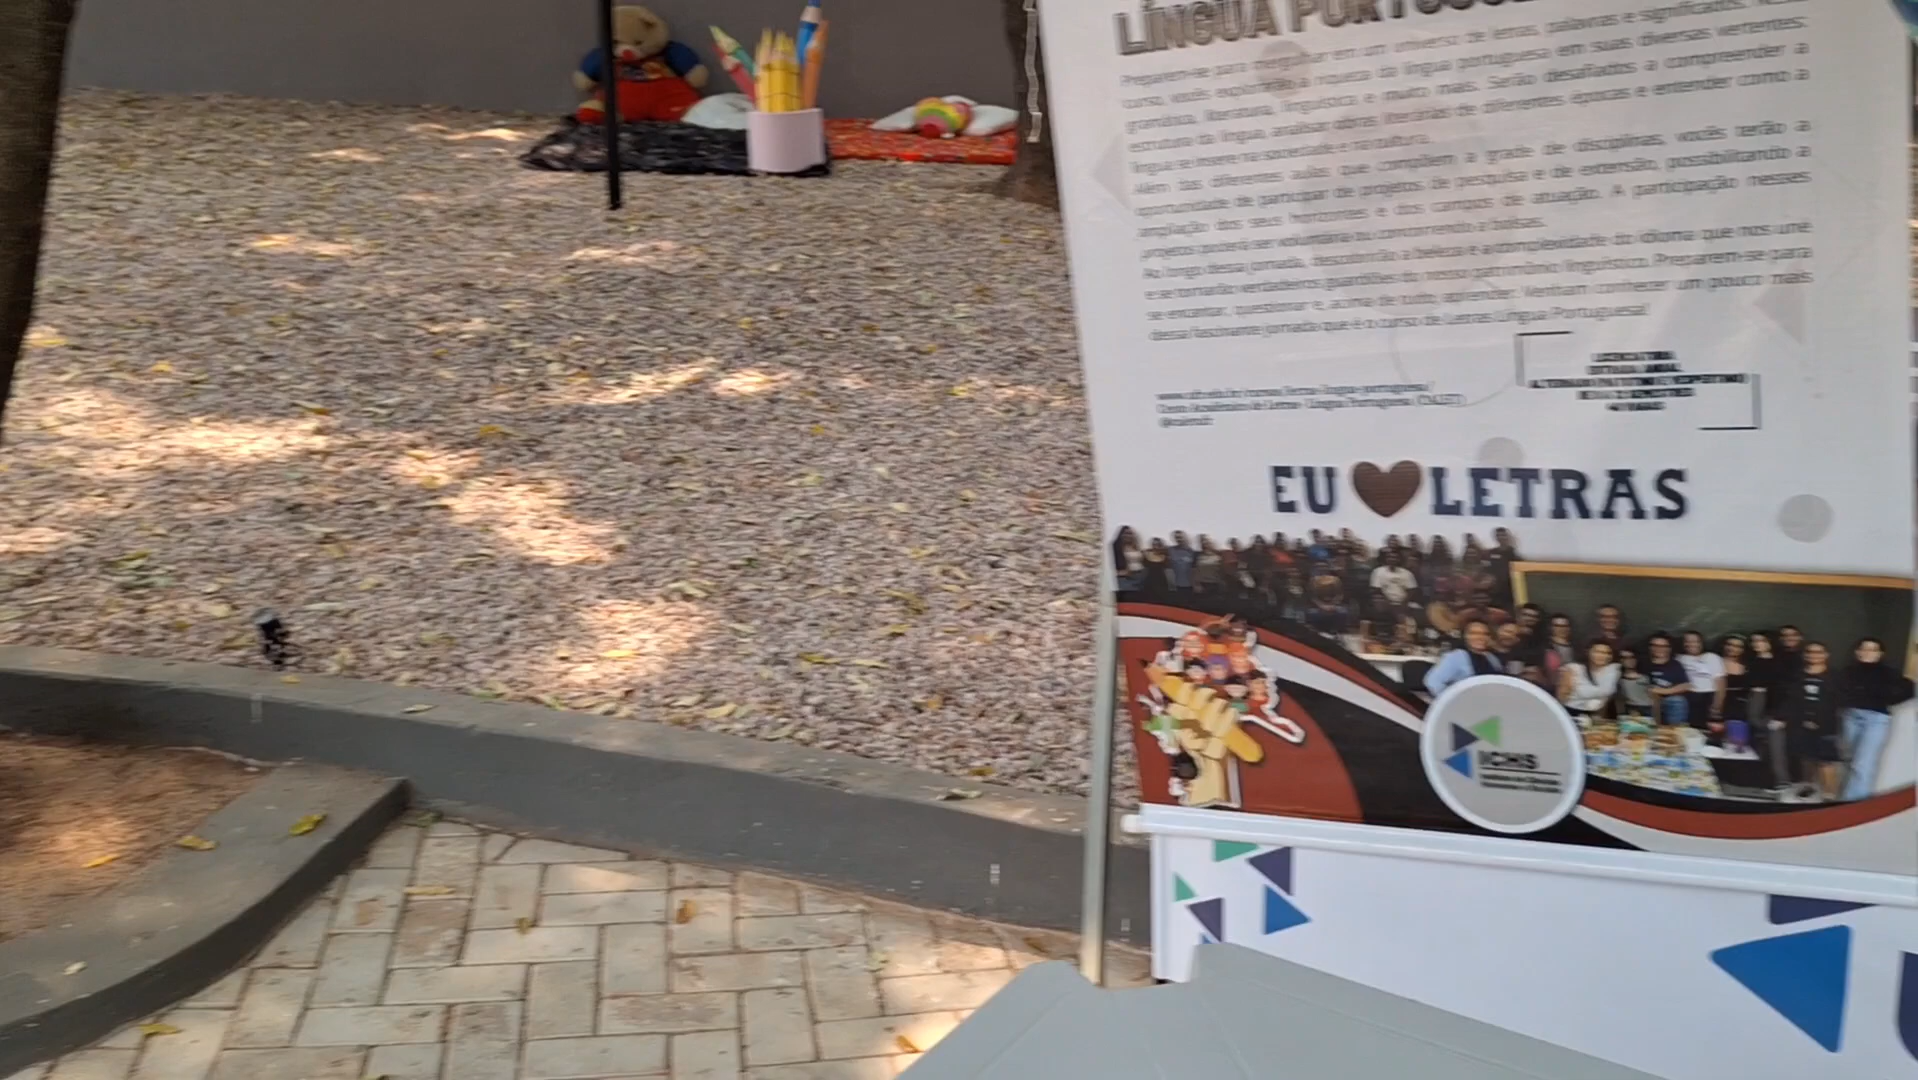 LÍNGUA PORTUGUESA
Preparem-se para mergulhar em um universo de letras, palavras e significados.
curso, vocês explorarão a riqueza da língua portuguesa em suas diversas vertentes:
gramática, literatura, linguística e muito mais. Serão desafiados a compreender a
estrutura da língua, analisar obras literárias de diferentes épocas e entender como a
língua se insere na sociedade e na cultura.
Além das diferentes aulas que compõem a grade de disciplinas, vocês terão a
oportunidade de participar de projetos de pesquisa e de extensão, possibilitando a
ampliação dos seus horizontes e dos campos de atuação. A participação nesses
projetos poderá ser voluntária ou concorrendo a bolsas.
Ao longo dessa jornada, descobrirão a beleza e a complexidade do idioma que nos une
e se tornarão verdadeiros guardiões do nosso patrimônio linguístico. Preparem-se para
se encantar, questionar e, acima de tudo, aprender. Venham conhecer um pouco mais
dessa fascinante jornada que é o curso de Letras Língua Portuguesa!
EU LETRAS
ICHS